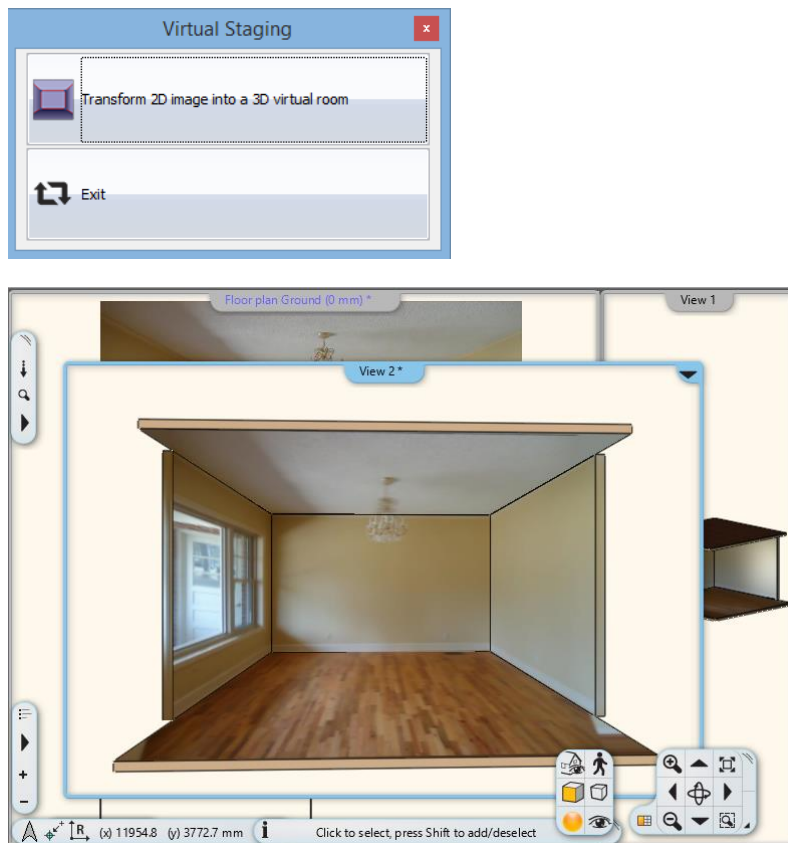 Virtual Staging
x
Transform 2D image into a 3D virtual room
Exit
Floor plan Ground (0 mm) *
View 1
View 2 *
R
(x) 11954.8 (y) 3772.7 mm
i
Click to select, press Shift to add/deselect